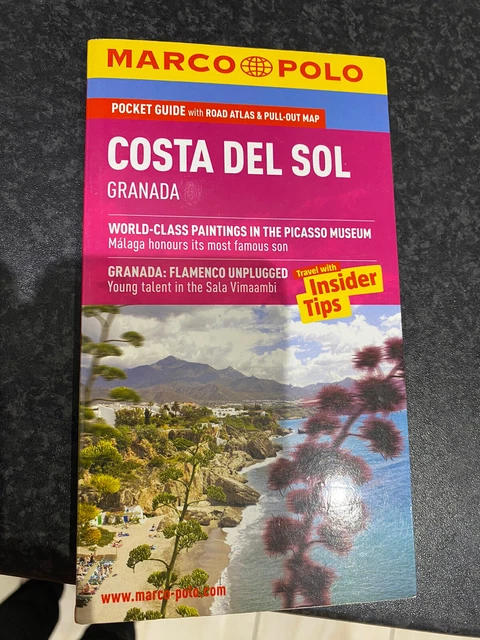 MARCO POLO
POCKET GUIDE with ROAD ATLAS & PULL-OUT MAP
COSTA DEL SOL
GRANADA
WORLD-CLASS PAINTINGS IN THE PICASSO MUSEUM
Málaga honours its most famous son
GRANADA: FLAMENCO UNPLUGGED
Young talent in the Sala Vimaambi
Travel with
Insider
Tips
www.marco-polo.com